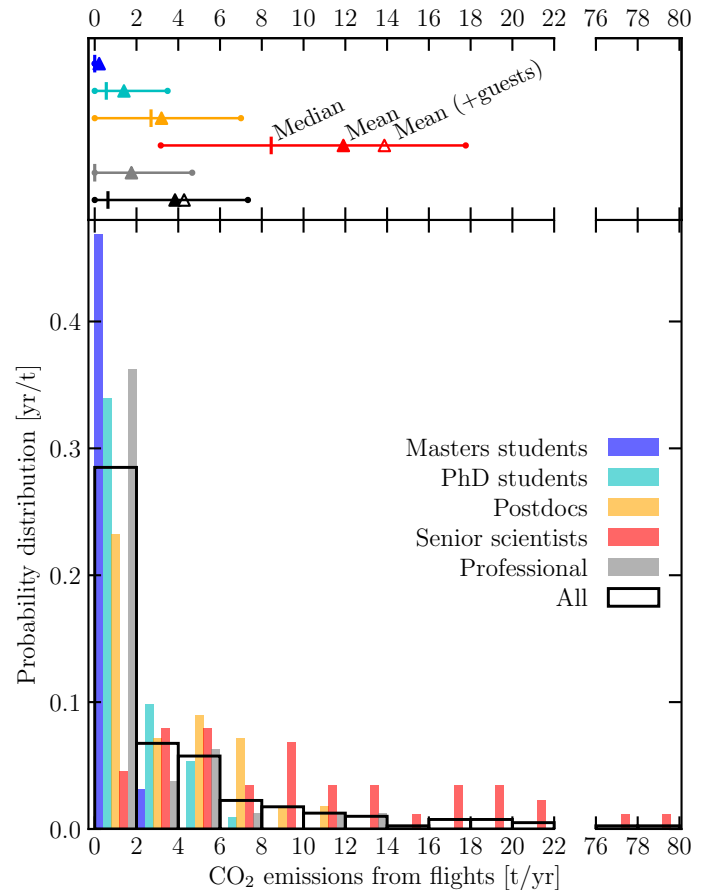 0 2 4 6 8 10 12 14 16 18 20 22 76 78 80
Median
Mean
Mean (+guests)
Probability distribution [yr/t]
0.4
0.3
0.2
0.1
0.0
Masters students
PhD students
Postdocs
Senior scientists
Professional
All
0 2 4 6 8 10 12 14 16 18 20 22 76 78 80
CO₂ emissions from flights [t/yr]